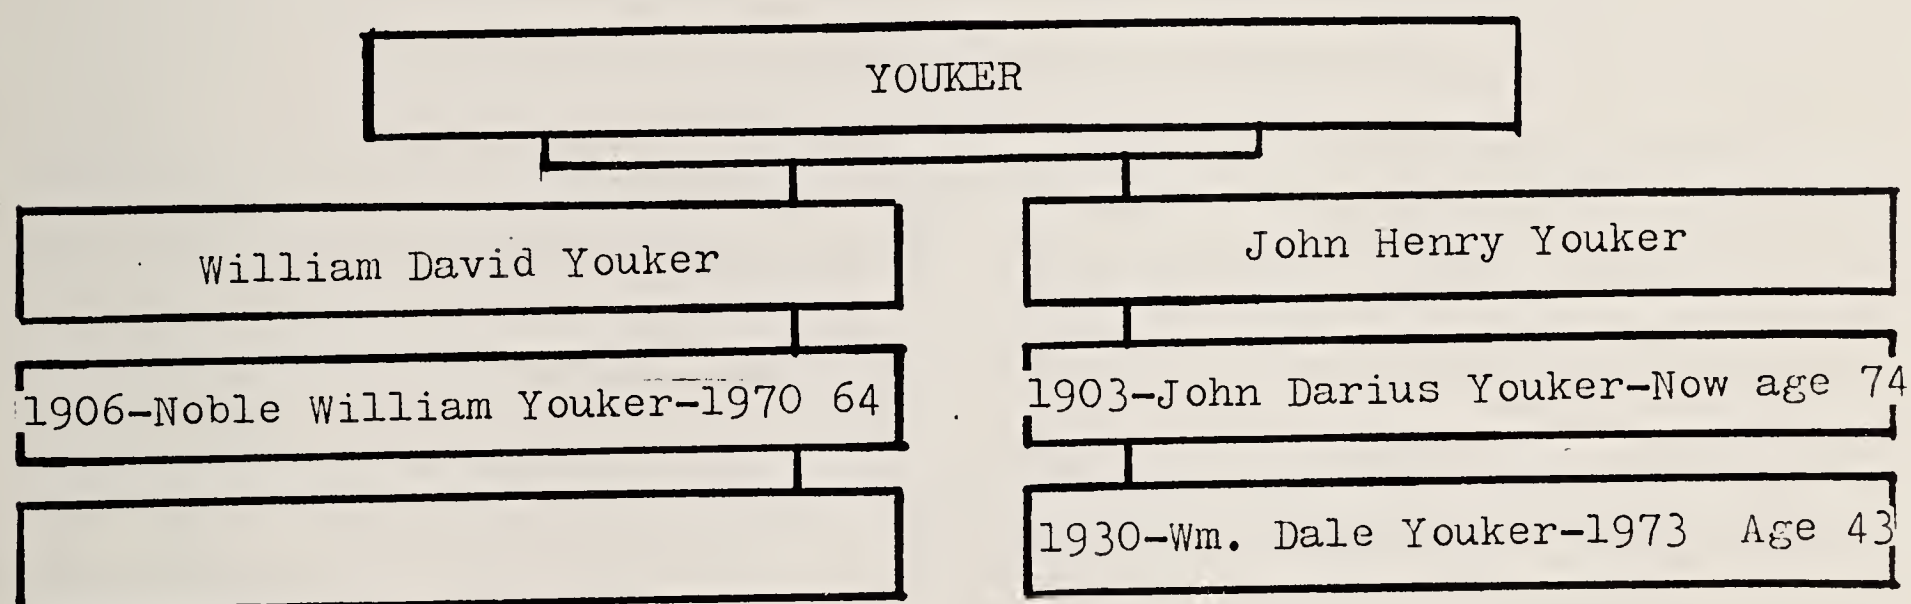 YOUKER
William David Youker
John Henry Youker
1906-Noble William Youker-1970 64
1903-John Darius Youker-Now age 74
1930-Wm. Dale Youker-1973 Age 43